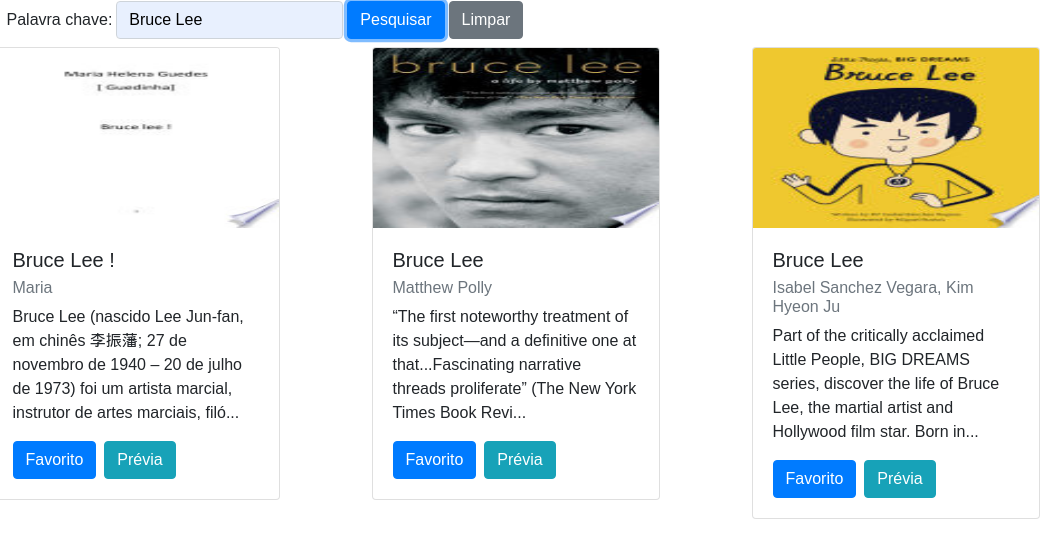 Palavra chave: Bruce Lee Pesquisar Limpar
Maria Helena Guedes
[ Guedinha]
Bruce lee !
Bruce Lee !
Maria
Bruce Lee (nascido Lee Jun-fan,
em chinês 李振藩; 27 de
novembro de 1940 – 20 de julho
de 1973) foi um artista marcial,
instrutor de artes marciais, filó...
Favorito Prévia
bruce lee
a life by matthew polly
Bruce Lee
Matthew Polly
“The first noteworthy treatment of
its subject—and a definitive one at
that...Fascinating narrative
threads proliferate” (The New York
Times Book Revi...
Favorito Prévia
Little People, BIG DREAMS
Bruce Lee
Bruce Lee
Isabel Sanchez Vegara, Kim
Hyeon Ju
Part of the critically acclaimed
Little People, BIG DREAMS
series, discover the life of Bruce
Lee, the martial artist and
Hollywood film star. Born in...
Favorito Prévia